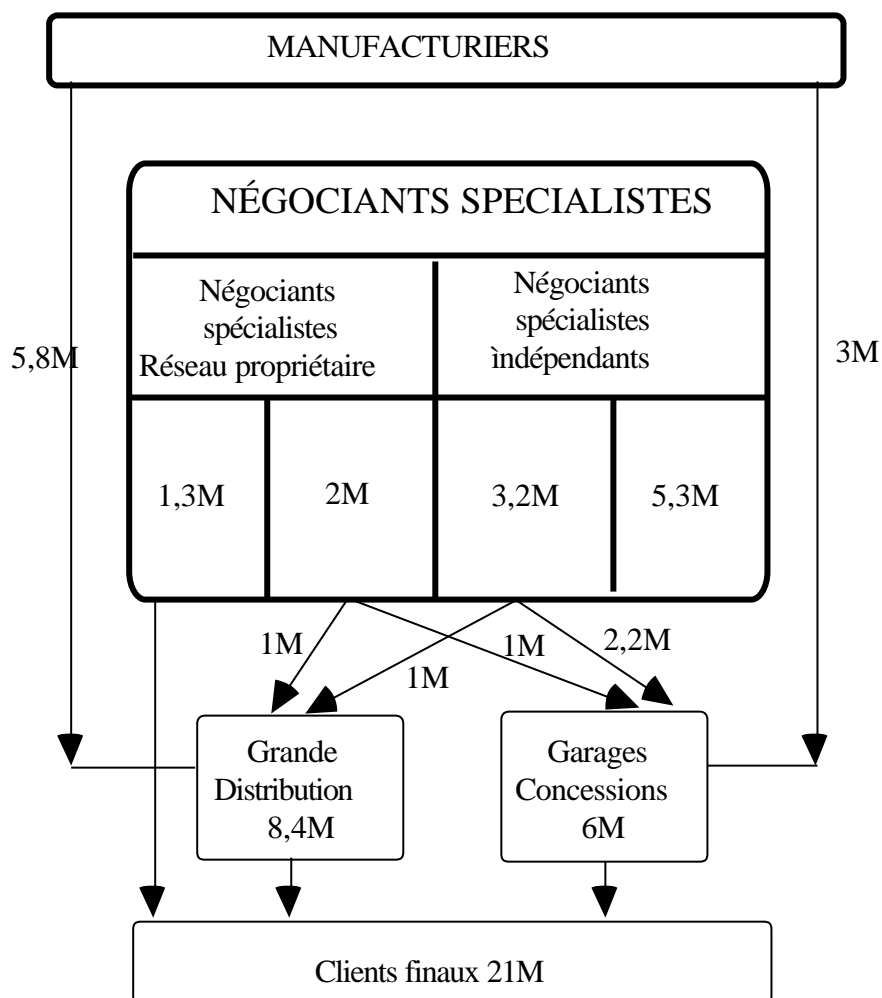 MANUFACTURIERS
NÉGOCIANTS SPECIALISTES
Négociants
spécialistes
Réseau propriétaire
Négociants
spécialistes
indépendants
5,8M
3M
1,3M
2M
3,2M
5,3M
1M
1M
1M
2,2M
Grande
Distribution
8,4M
Garages
Concessions
6M
Clients finaux 21M